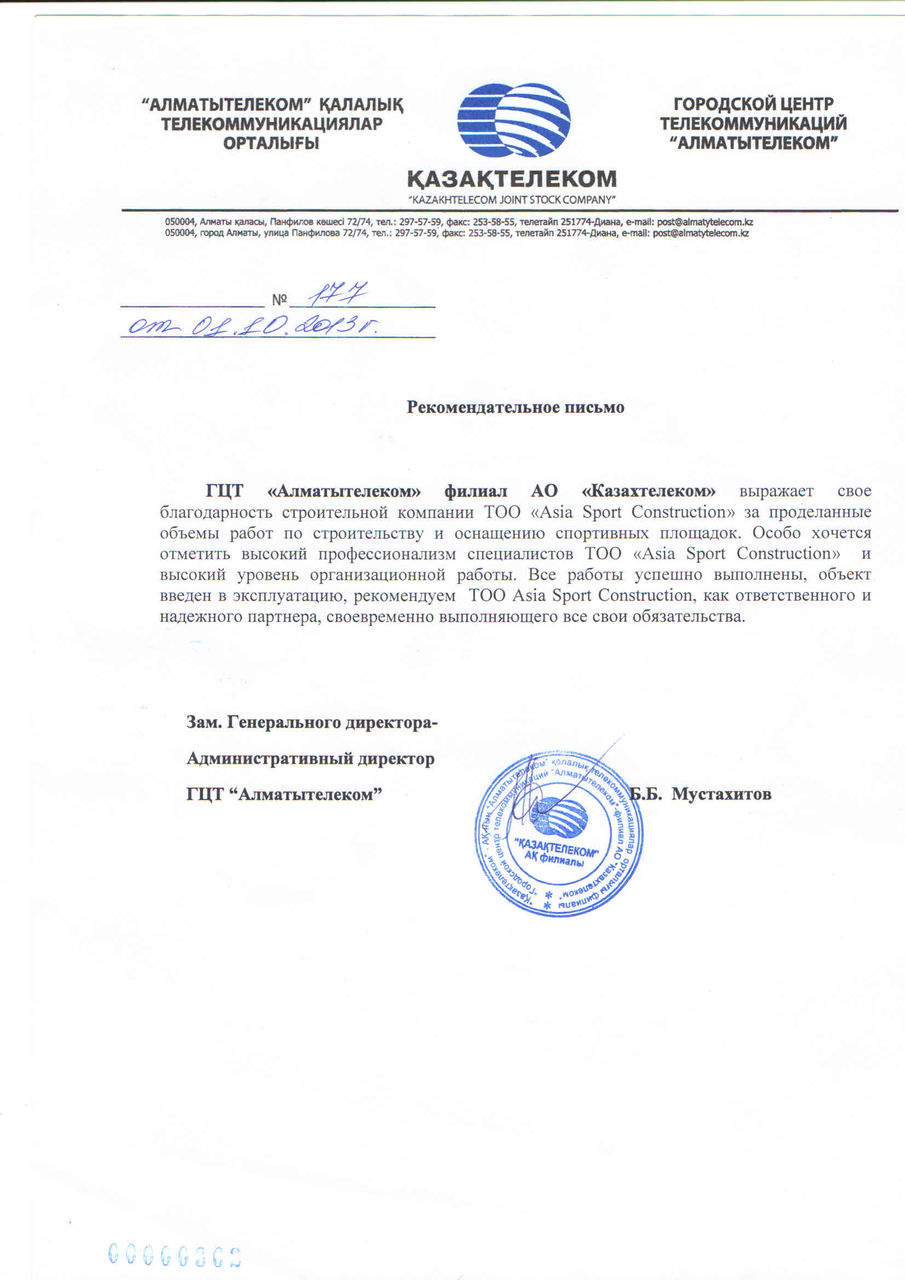 “АЛМАТЫТЕЛЕКОМ” ҚАЛАЛЫҚ
ТЕЛЕКОММУНИКАЦИЯЛАР
ОРТАЛЫҒЫ
ҚАЗАҚТЕЛЕКОМ
“KAZAKHTELECOM JOINT STOCK COMPANY”
ГОРОДСКОЙ ЦЕНТР
ТЕЛЕКОММУНИКАЦИЙ
“АЛМАТЫТЕЛЕКОМ”
050004, Алматы қаласы, Панфилов көшесі 72/74, тел.: 297-57-59, факс: 253-58-55, телетайп 251774-Диана, e-mail: post@almatytelecom.kz
050004, город Алматы, улица Панфилова 72/74, тел.: 297-57-59, факс: 253-58-55, телетайп 251774-Диана, e-mail: post@almatytelecom.kz
№ 177
от 01.10.2013 г.
Рекомендательное письмо
ГЦТ «Алматытелеком» филиал АО «Казахтелеком» выражает свое
благодарность строительной компании ТОО «Asia Sport Construction» за проделанные
объемы работ по строительству и оснащению спортивных площадок. Особо хочется
отметить высокий профессионализм специалистов ТОО «Asia Sport Construction» и
высокий уровень организационной работы. Все работы успешно выполнены, объект
введен в эксплуатацию, рекомендуем ТОО Asia Sport Construction, как ответственного и
надежного партнера, своевременно выполняющего все свои обязательства.
Зам. Генерального директора-
Административный директор
ГЦТ “Алматытелеком”
Б.Б. Мустахитов
"Қазақтелеком" - АҚ-тың "Алматытелеком" қалалық телекоммуникациялар орталығы филиалы
"Городской центр телекоммуникации "Алматытелеком"-филиал АО "Казахтелеком"
"ҚАЗАҚТЕЛЕКОМ"
АҚ филиалы
00000362